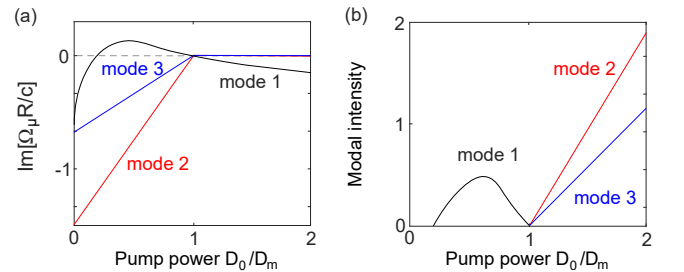 (a)
0
-1
Im[Ω_μR/c]
mode 3
mode 1
mode 2
0
1
2
Pump power D_0/D_m
(b)
2
1
0
Modal intensity
mode 2
mode 1
mode 3
0
1
2
Pump power D_0/D_m